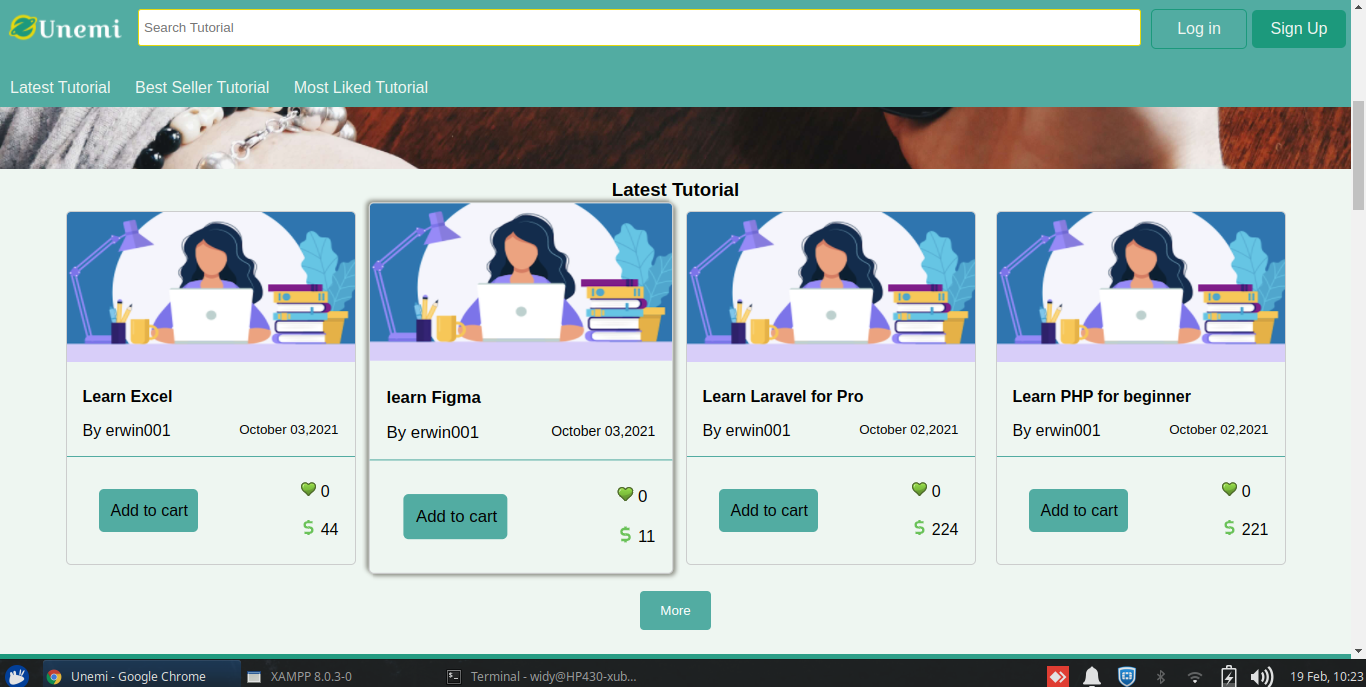 Unemi
Search Tutorial
Log in
Sign Up
Latest Tutorial
Best Seller Tutorial
Most Liked Tutorial
Latest Tutorial
Learn Excel
By erwin001
October 03,2021
Add to cart
0
$ 44
learn Figma
By erwin001
October 03,2021
Add to cart
0
$ 11
Learn Laravel for Pro
By erwin001
October 02,2021
Add to cart
0
$ 224
Learn PHP for beginner
By erwin001
October 02,2021
Add to cart
0
$ 221
More
Unemi - Google Chrome
XAMPP 8.0.3-0
Terminal - widy@HP430-xub...
19 Feb, 10:23